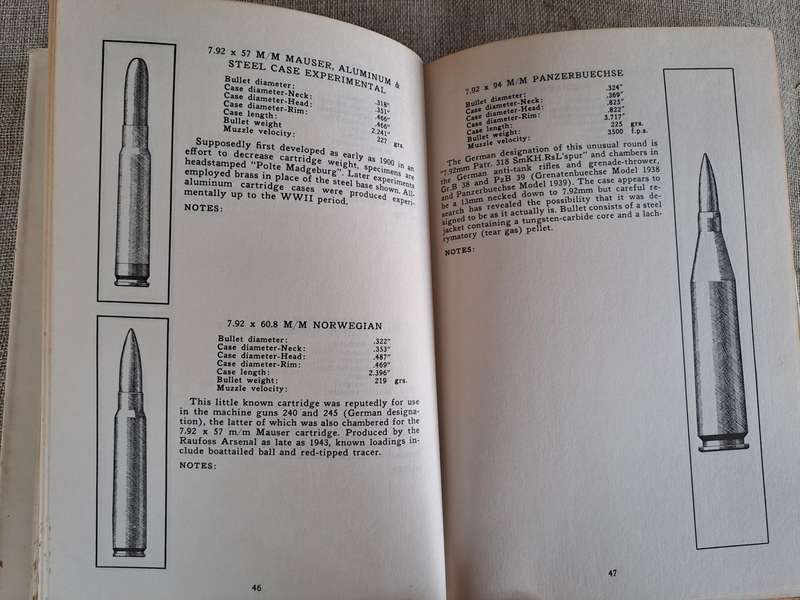 7.92 x 57 M/M MAUSER, ALUMINUM &
STEEL CASE EXPERIMENTAL
Bullet diameter: .318"
Case diameter-Neck: .351"
Case diameter-Head: .466"
Case diameter-Rim: .466"
Case length: 2.241"
Bullet weight 227 grs.
Muzzle velocity:
Supposedly first developed as early as 1900 in an
effort to decrease cartridge weight, specimens are
headstamped "Polte Madgeburg". Later experiments
employed brass in place of the steel base shown. All-
aluminum cartridge cases were produced experi-
mentally up to the WWII period.
NOTES:
7.92 x 60.8 M/M NORWEGIAN
Bullet diameter: .322"
Case diameter-Neck: .353"
Case diameter-Head: .487"
Case diameter-Rim: .469"
Case length: 2.396"
Bullet weight: 219 grs.
Muzzle velocity:
This little known cartridge was reputedly for use
in the machine guns 240 and 245 (German designa-
tion), the latter of which was also chambered for the
7.92 x 57 m/m Mauser cartridge. Produced by the
Raufoss Arsenal as late as 1943, known loadings in-
clude boattailed ball and red-tipped tracer.
NOTES:
46
7.92 x 94 M/M PANZERBUECHSE
Bullet diameter: .324"
Case diameter-Neck: .369"
Case diameter-Head: .825"
Case diameter-Rim: .822"
Case length: 3.717"
Bullet weight: 225 grs.
Muzzle velocity: 3500 f.p.s.
The German designation of this unusual round is
"7.92mm Patr. 318 SmKH.RsL'spur" and chambers in
the German anti-tank rifles and grenade-thrower,
Gr.B 38 and PzB 39 (Grenatenbuechse Model 1938
and Panzerbuechse Model 1939). The case appears to
be a 13mm necked down to 7.92mm but careful re-
search has revealed the possibility that it was de-
signed to be as it actually is. Bullet consists of a steel
jacket containing a tungsten-carbide core and a lach-
rymatory (tear gas) pellet.
NOTES:
47